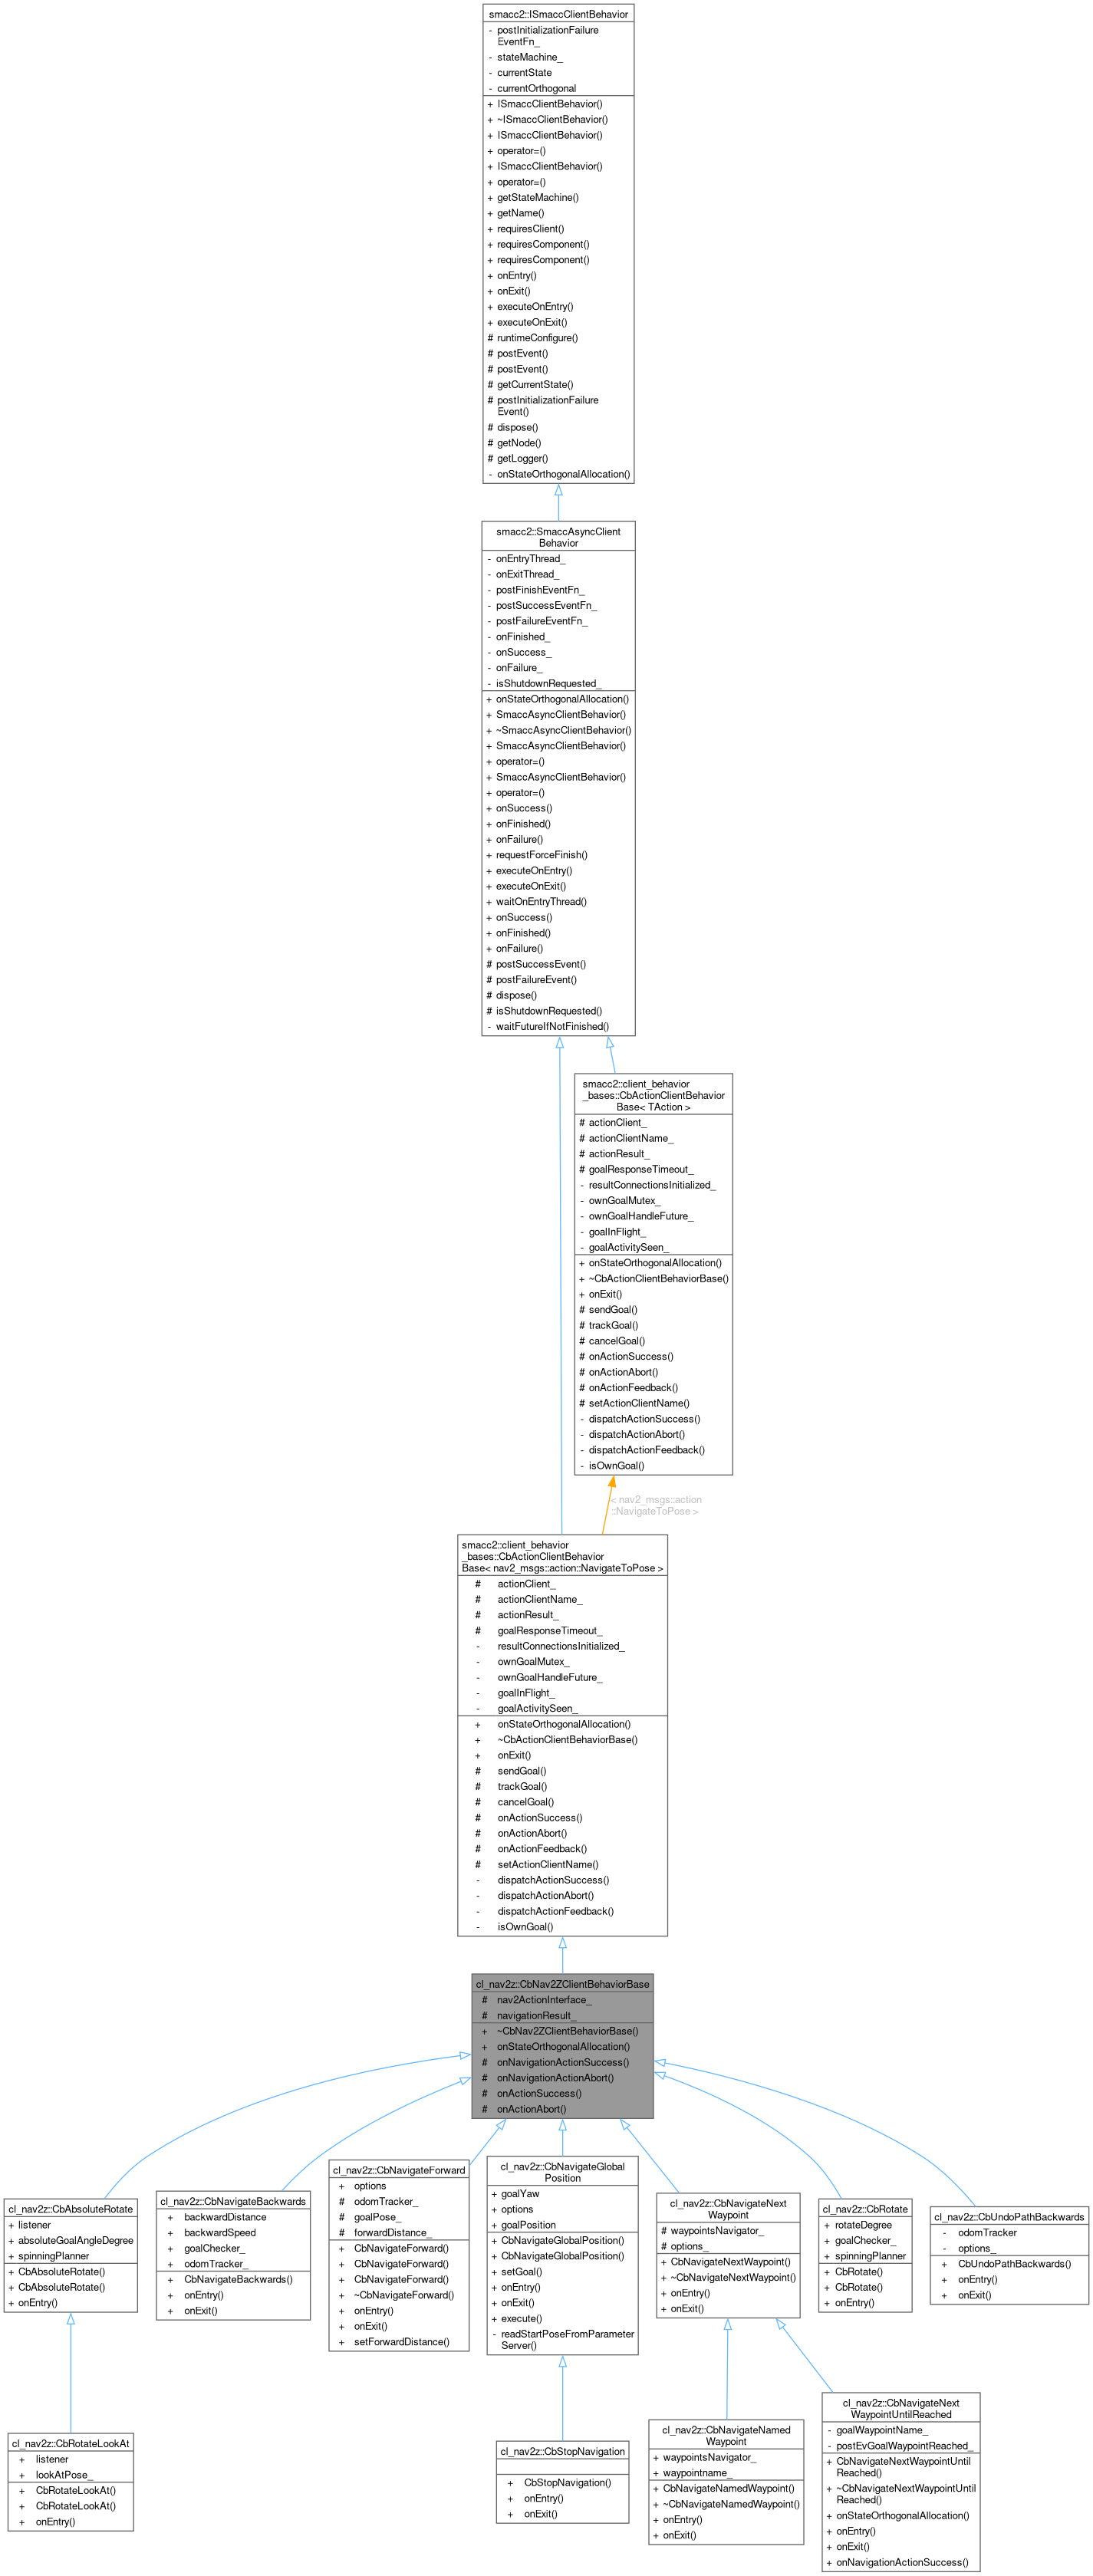 smacc2::ISmaccClientBehavior
- postInitializationFailure
EventFn_
- stateMachine_
- currentState
- currentOrthogonal
+ ISmaccClientBehavior()
+ ~ISmaccClientBehavior()
+ ISmaccClientBehavior()
+ operator=()
+ ISmaccClientBehavior()
+ operator=()
+ getStateMachine()
+ getName()
+ requiresClient()
+ requiresComponent()
+ requiresComponent()
+ onEntry()
+ onExit()
+ executeOnEntry()
+ executeOnExit()
# runtimeConfigure()
# postEvent()
# postEvent()
# getCurrentState()
# postInitializationFailure
Event()
# dispose()
# getNode()
# getLogger()
- onStateOrthogonalAllocation()
smacc2::SmaccAsyncClient
Behavior
- onEntryThread_
- onExitThread_
- postFinishEventFn_
- postSuccessEventFn_
- postFailureEventFn_
- onFinished_
- onSuccess_
- onFailure_
- isShutdownRequested_
+ onStateOrthogonalAllocation()
+ SmaccAsyncClientBehavior()
+ ~SmaccAsyncClientBehavior()
+ SmaccAsyncClientBehavior()
+ operator=()
+ SmaccAsyncClientBehavior()
+ operator=()
+ onSuccess()
+ onFinished()
+ onFailure()
+ requestForceFinish()
+ executeOnEntry()
+ executeOnExit()
+ waitOnEntryThread()
+ onSuccess()
+ onFinished()
+ onFailure()
# postSuccessEvent()
# postFailureEvent()
# dispose()
# isShutdownRequested()
- waitFutureIfNotFinished()
smacc2::client_behavior
_bases::CbActionClientBehavior
Base< TAction >
# actionClient_
# actionClientName_
# actionResult_
# goalResponseTimeout_
- resultConnectionsInitialized_
- ownGoalMutex_
- ownGoalHandleFuture_
- goalInFlight_
- goalActivitySeen_
+ onStateOrthogonalAllocation()
+ ~CbActionClientBehaviorBase()
+ onExit()
# sendGoal()
# trackGoal()
# cancelGoal()
# onActionSuccess()
# onActionAbort()
# onActionFeedback()
# setActionClientName()
- dispatchActionSuccess()
- dispatchActionAbort()
- dispatchActionFeedback()
- isOwnGoal()
< nav2_msgs::action
::NavigateToPose >
smacc2::client_behavior
_bases::CbActionClientBehavior
Base< nav2_msgs::action::NavigateToPose >
# actionClient_
# actionClientName_
# actionResult_
# goalResponseTimeout_
- resultConnectionsInitialized_
- ownGoalMutex_
- ownGoalHandleFuture_
- goalInFlight_
- goalActivitySeen_
+ onStateOrthogonalAllocation()
+ ~CbActionClientBehaviorBase()
+ onExit()
# sendGoal()
# trackGoal()
# cancelGoal()
# onActionSuccess()
# onActionAbort()
# onActionFeedback()
# setActionClientName()
- dispatchActionSuccess()
- dispatchActionAbort()
- dispatchActionFeedback()
- isOwnGoal()
cl_nav2z::CbNav2ZClientBehaviorBase
# nav2ActionInterface_
# navigationResult_
+ ~CbNav2ZClientBehaviorBase()
+ onStateOrthogonalAllocation()
# onNavigationActionSuccess()
# onNavigationActionAbort()
# onActionSuccess()
# onActionAbort()
cl_nav2z::CbAbsoluteRotate
+ listener
+ absoluteGoalAngleDegree
+ spinningPlanner
+ CbAbsoluteRotate()
+ CbAbsoluteRotate()
+ onEntry()
cl_nav2z::CbNavigateBackwards
+ backwardDistance
+ backwardSpeed
+ goalChecker_
+ odomTracker_
+ CbNavigateBackwards()
+ onEntry()
+ onExit()
cl_nav2z::CbNavigateForward
+ options
# odomTracker_
# goalPose_
# forwardDistance_
+ CbNavigateForward()
+ CbNavigateForward()
+ CbNavigateForward()
+ ~CbNavigateForward()
+ onEntry()
+ onExit()
+ setForwardDistance()
cl_nav2z::CbNavigateGlobal
Position
+ goalYaw
+ options
+ goalPosition
+ CbNavigateGlobalPosition()
+ CbNavigateGlobalPosition()
+ setGoal()
+ onEntry()
+ onExit()
+ execute()
- readStartPoseFromParameter
Server()
cl_nav2z::CbNavigateNext
Waypoint
# waypointsNavigator_
# options_
+ CbNavigateNextWaypoint()
+ ~CbNavigateNextWaypoint()
+ onEntry()
+ onExit()
cl_nav2z::CbRotate
+ rotateDegree
+ goalChecker_
+ spinningPlanner
+ CbRotate()
+ CbRotate()
+ onEntry()
cl_nav2z::CbUndoPathBackwards
- odomTracker
- options_
+ CbUndoPathBackwards()
+ onEntry()
+ onExit()
cl_nav2z::CbRotateLookAt
+ listener
+ lookAtPose_
+ CbRotateLookAt()
+ CbRotateLookAt()
+ onEntry()
cl_nav2z::CbStopNavigation
+ CbStopNavigation()
+ onEntry()
+ onExit()
cl_nav2z::CbNavigateNamed
Waypoint
+ waypointsNavigator_
+ waypointname_
+ CbNavigateNamedWaypoint()
+ ~CbNavigateNamedWaypoint()
+ onEntry()
+ onExit()
cl_nav2z::CbNavigateNext
WaypointUntilReached
- goalWaypointName_
- postEvGoalWaypointReached_
+ CbNavigateNextWaypointUntil
Reached()
+ ~CbNavigateNextWaypointUntil
Reached()
+ onStateOrthogonalAllocation()
+ onEntry()
+ onExit()
+ onNavigationActionSuccess()